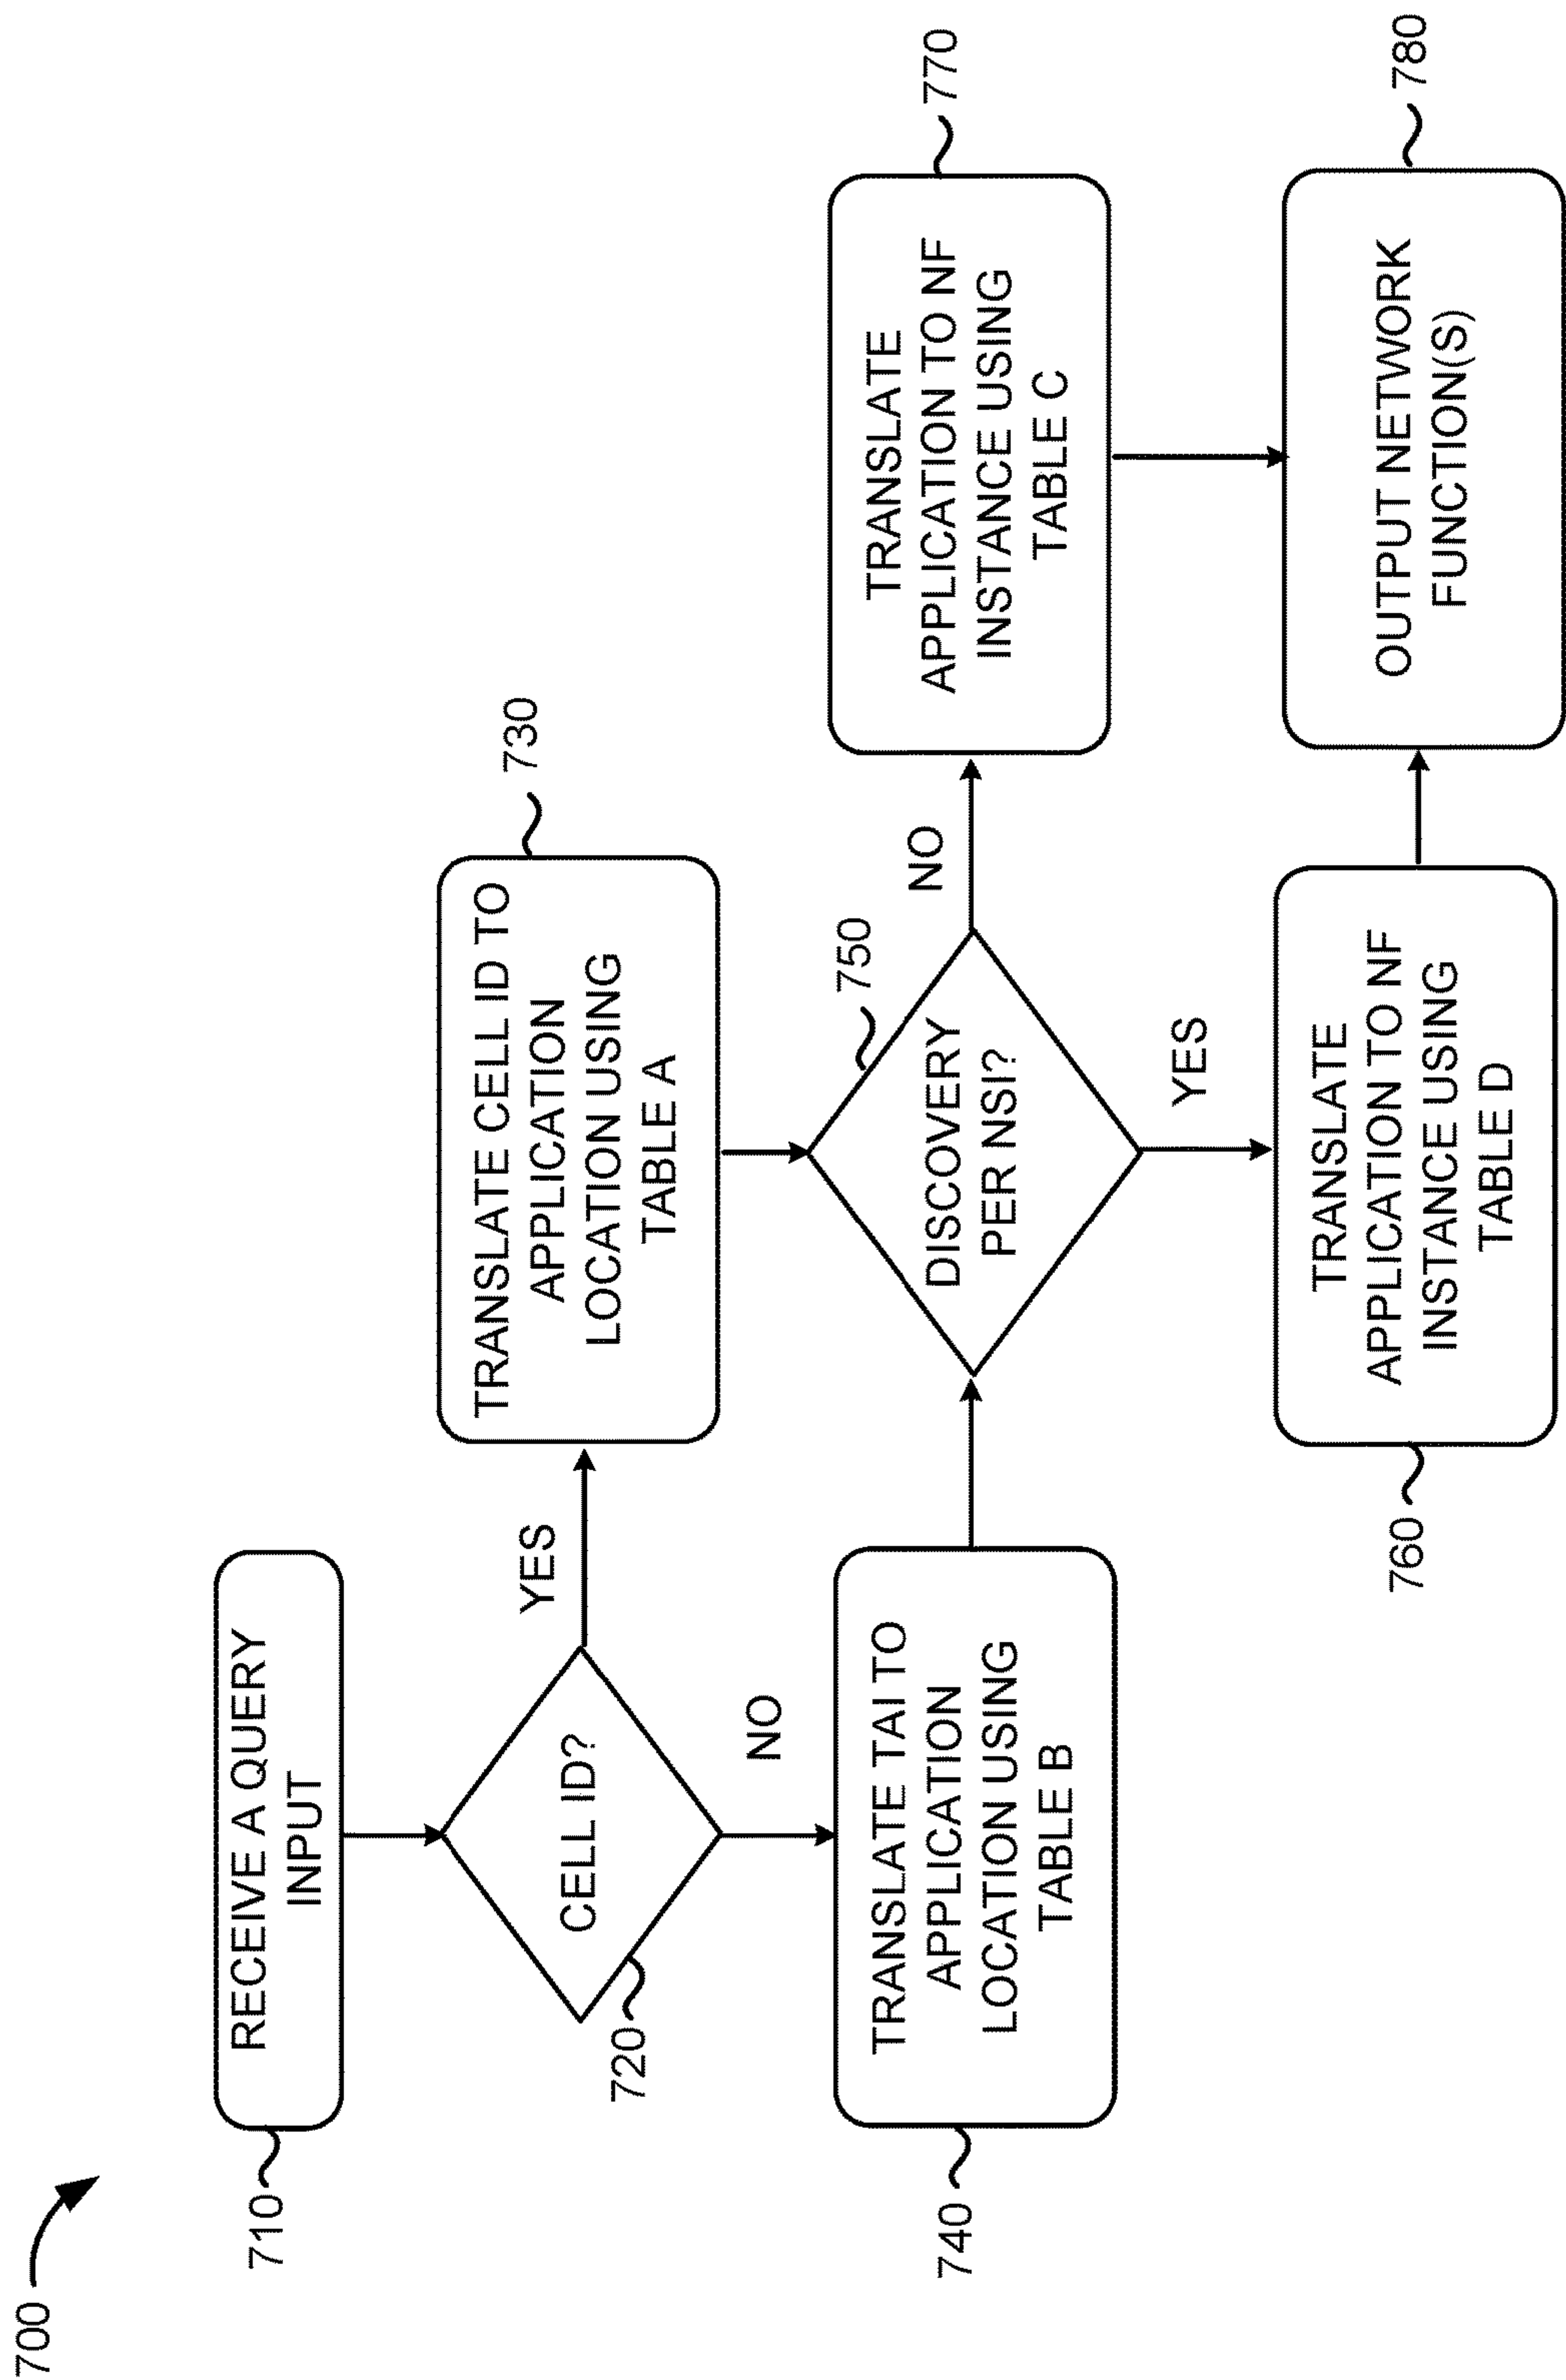 700
710
RECEIVE A QUERY
INPUT
720
CELL ID?
YES
NO
730
TRANSLATE CELL ID TO
APPLICATION
LOCATION USING
TABLE A
740
TRANSLATE TAI TO
APPLICATION
LOCATION USING
TABLE B
750
DISCOVERY
PER NSI?
NO
YES
760
TRANSLATE
APPLICATION TO NF
INSTANCE USING
TABLE D
770
TRANSLATE
APPLICATION TO NF
INSTANCE USING
TABLE C
780
OUTPUT NETWORK
FUNCTION(S)